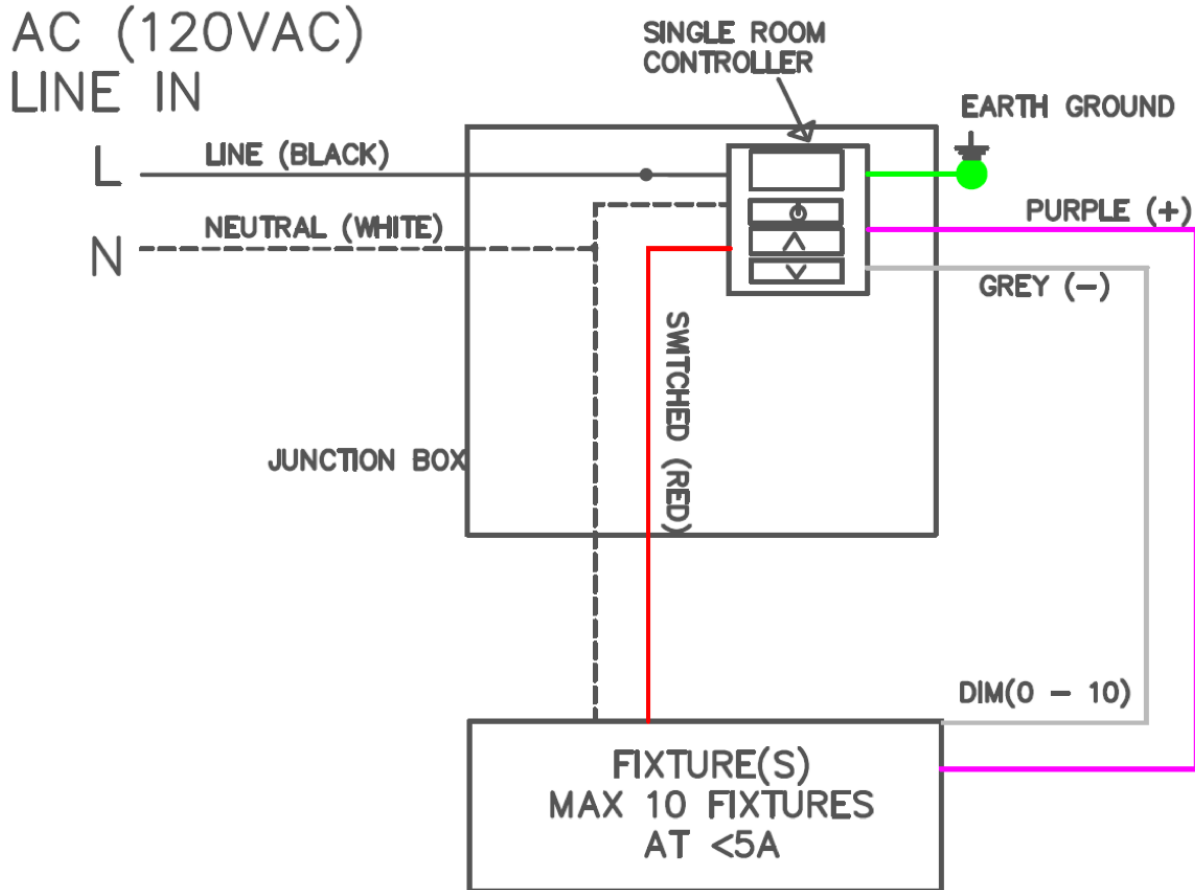 AC (120VAC)
LINE IN
SINGLE ROOM
CONTROLLER
EARTH GROUND
L
LINE (BLACK)
N
NEUTRAL (WHITE)
PURPLE (+)
GREY (-)
SWITCHED (RED)
JUNCTION BOX
DIM(0 - 10)
FIXTURE(S)
MAX 10 FIXTURES
AT <5A